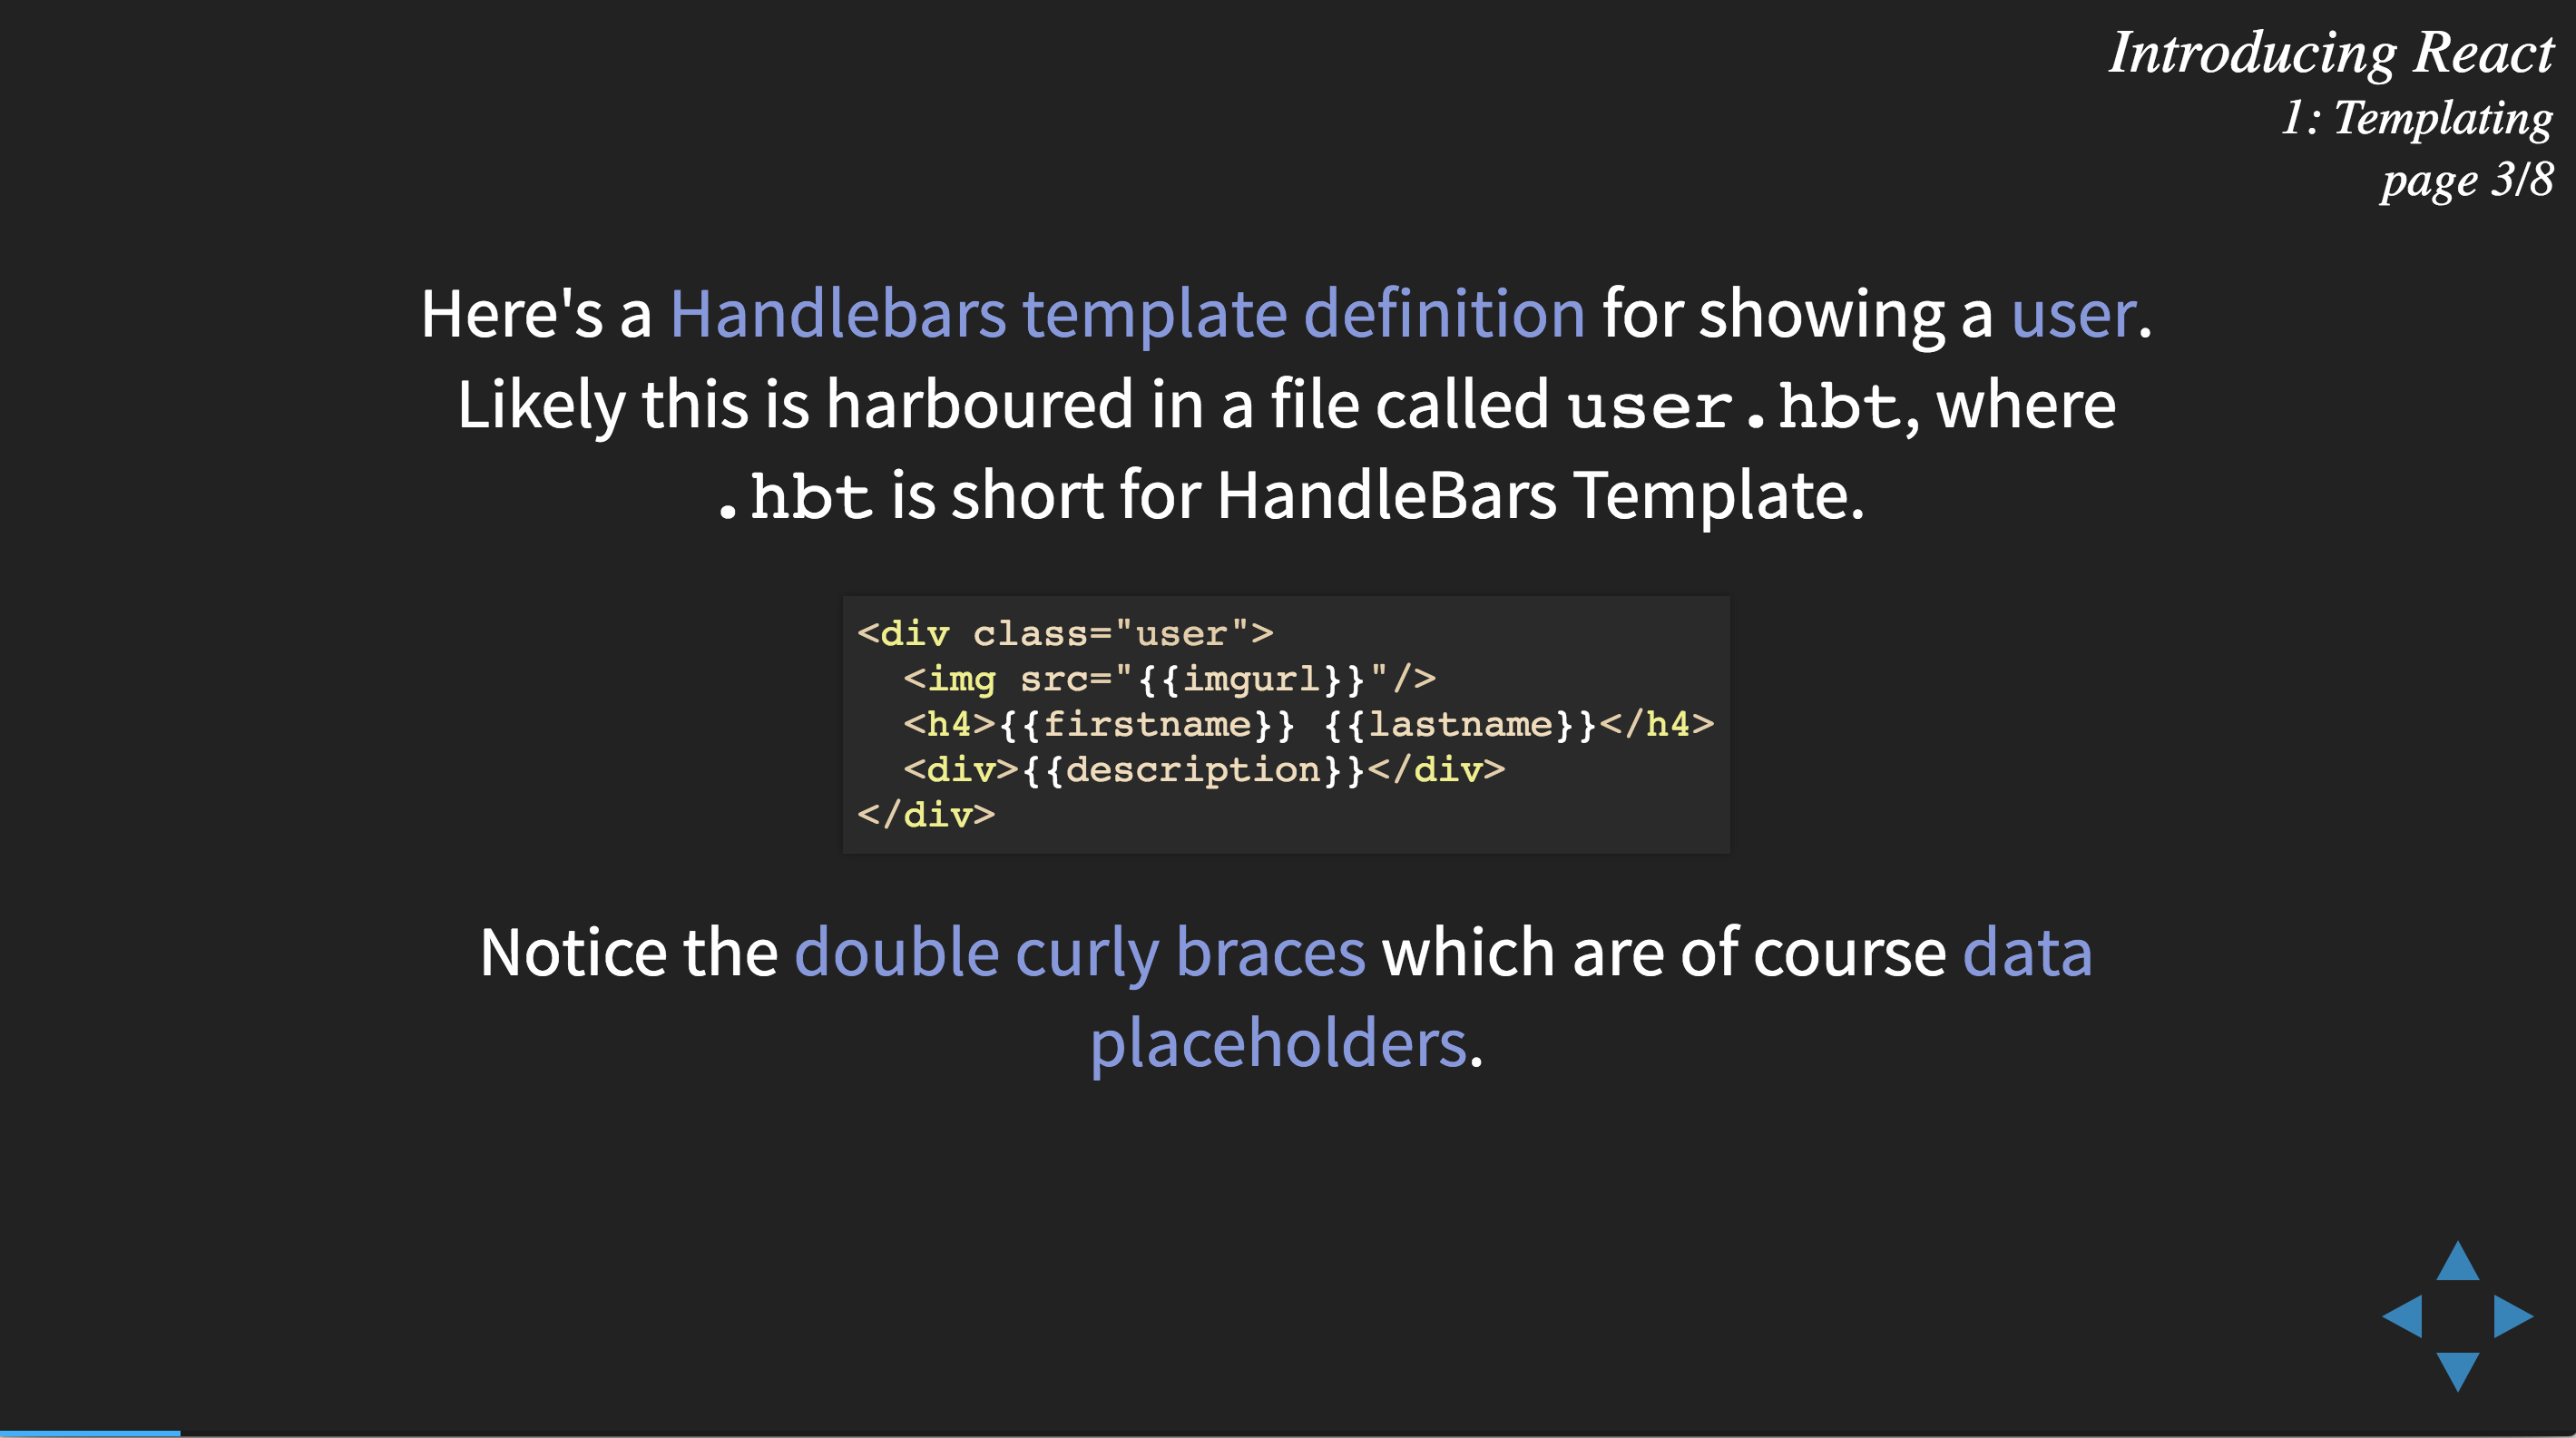 Introducing React
1: Templating
page 3/8
Here's a Handlebars template definition for showing a user.
Likely this is harboured in a file called user.hbt, where
.hbt is short for HandleBars Template.
<div class="user">
  <img src="{{imgurl}}"/>
  <h4>{{firstname}} {{lastname}}</h4>
  <div>{{description}}</div>
</div>
Notice the double curly braces which are of course data
placeholders.